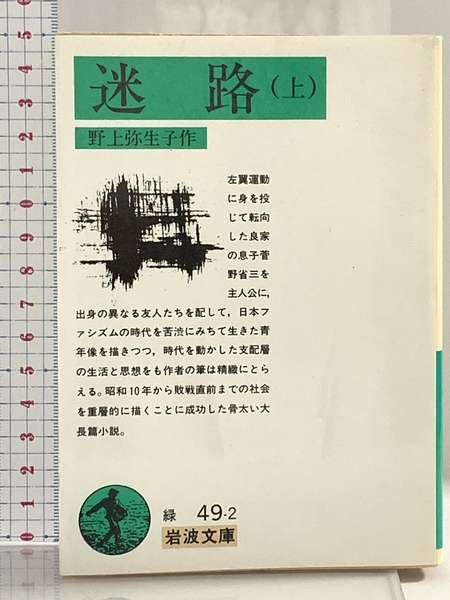 迷路(上)
野上弥生子作
左翼運動
に身を投
じて転向
した良家
の息子菅
野省三を
主人公に,
出身の異なる友人たちを配して,日本フ
ァシズムの時代を苦渋にみちて生きた青
年像を描きつつ,時代を動かした支配層
の生活と思想をも作者の筆は精緻にとら
える。昭和10年から敗戦直前までの社会
を重層的に描くことに成功した骨太い大
長篇小説。
緑 49-2
岩波文庫